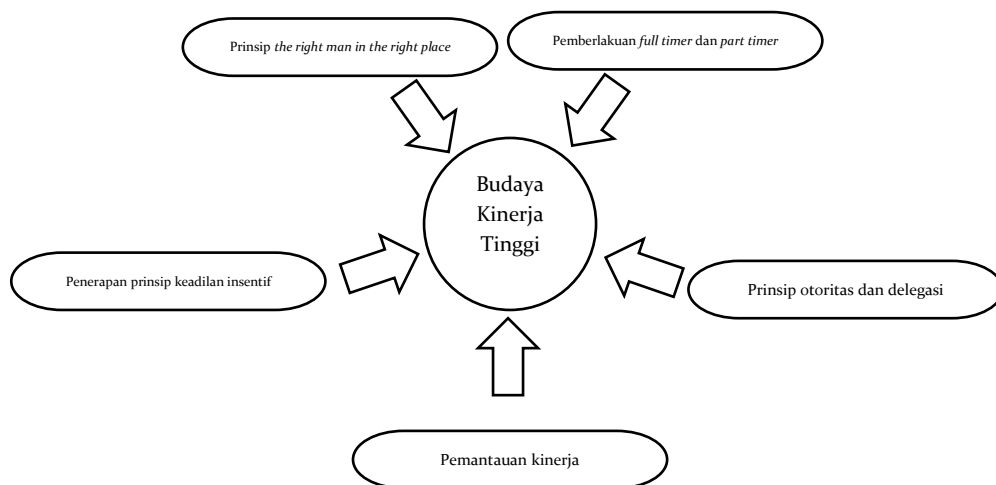 Prinsip the right man in the right place
Pemberlakuan full timer dan part timer
Budaya
Kinerja
Tinggi
Penerapan prinsip keadilan insentif
Prinsip otoritas dan delegasi
Pemantauan kinerja